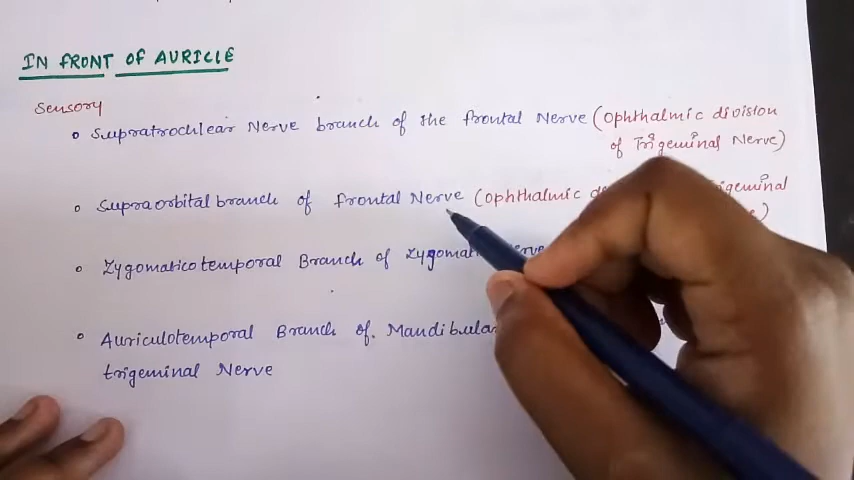 IN FRONT OF AURICLE
Sensory
Supratrochlear Nerve branch of the frontal Nerve (Ophthalmic division
of Trigeminal Nerve)
Supraorbital branch of frontal Nerve (Ophthalmic
Zygomaticotemporal Branch of
Auriculotemporal Branch of. Mandibular
trigeminal Nerve